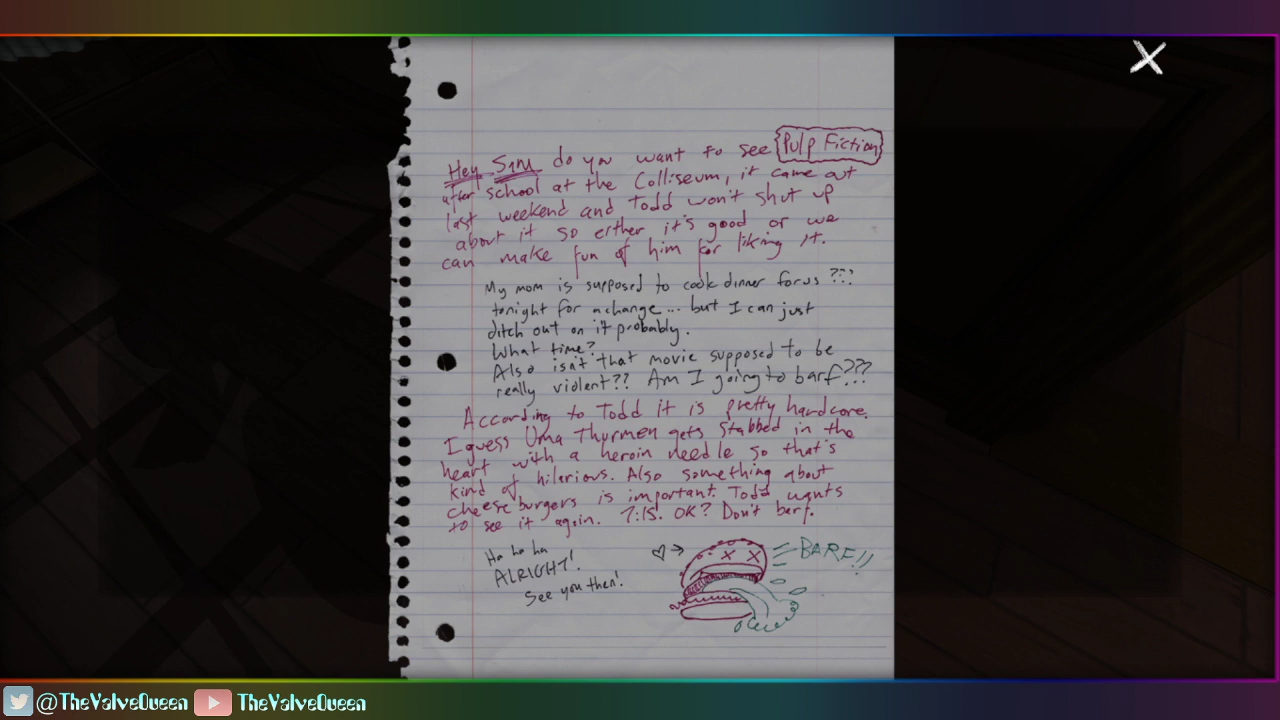 Hey Sam do you want to see Pulp Fiction
after school at the Colliseum, it came out
last weekend and Todd won't shut up
about it so either it's good or we
can make fun of him for liking it.
My mom is supposed to cook dinner for us ???
tonight for a change... but I can just
ditch out on it probably.
What time?
Also isn't that movie supposed to be
really violent?? Am I going to barf???
According to Todd it is pretty hardcore.
I guess Uma Thurmen gets stabbed in the
heart with a heroin needle so that's
kind of hilarious. Also something about
cheeseburgers is important. Todd wants
to see it again. 7:15. OK? Don't barf.
Ha ha ha
ALRIGHT!
See you then!
BARF!!
@TheValveQueen
TheValveQueen